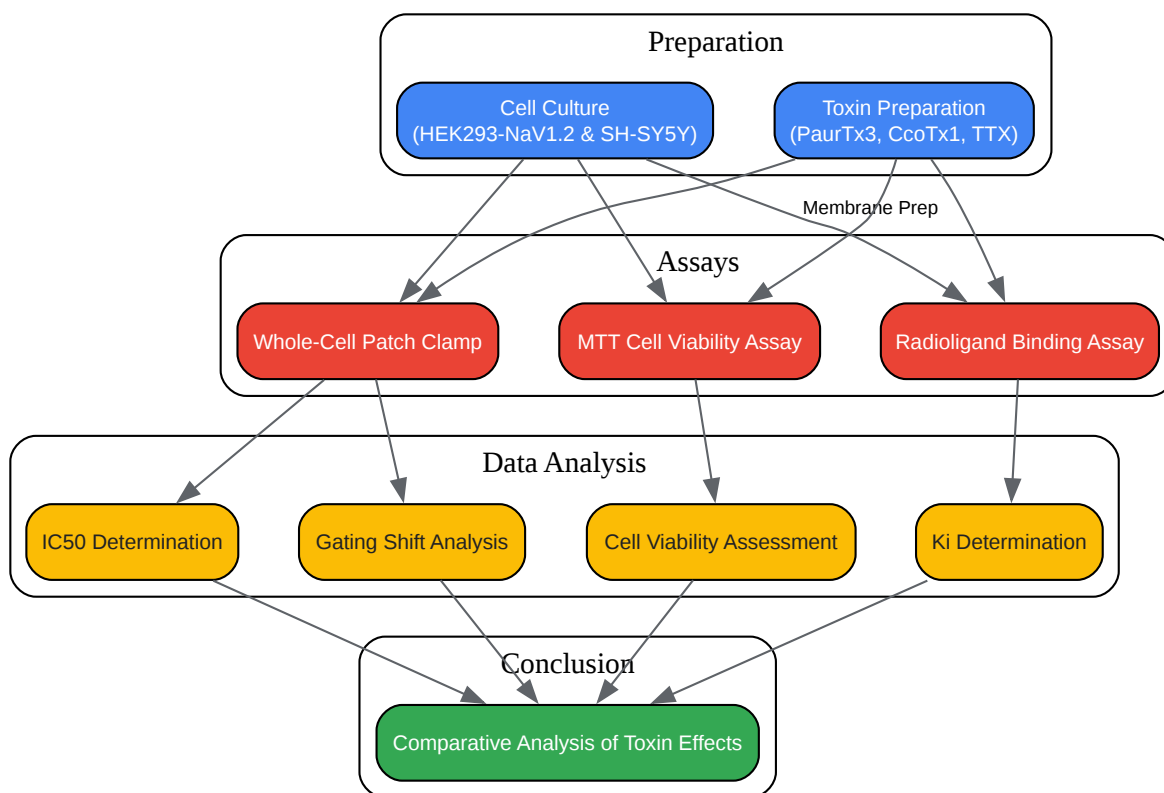 Preparation
Cell Culture
(HEK293-NaV1.2 & SH-SY5Y)
Toxin Preparation
(PaurTx3, CcoTx1, TTX)
Membrane Prep
Assays
Whole-Cell Patch Clamp
MTT Cell Viability Assay
Radioligand Binding Assay
Data Analysis
IC50 Determination
Gating Shift Analysis
Cell Viability Assessment
Ki Determination
Conclusion
Comparative Analysis of Toxin Effects